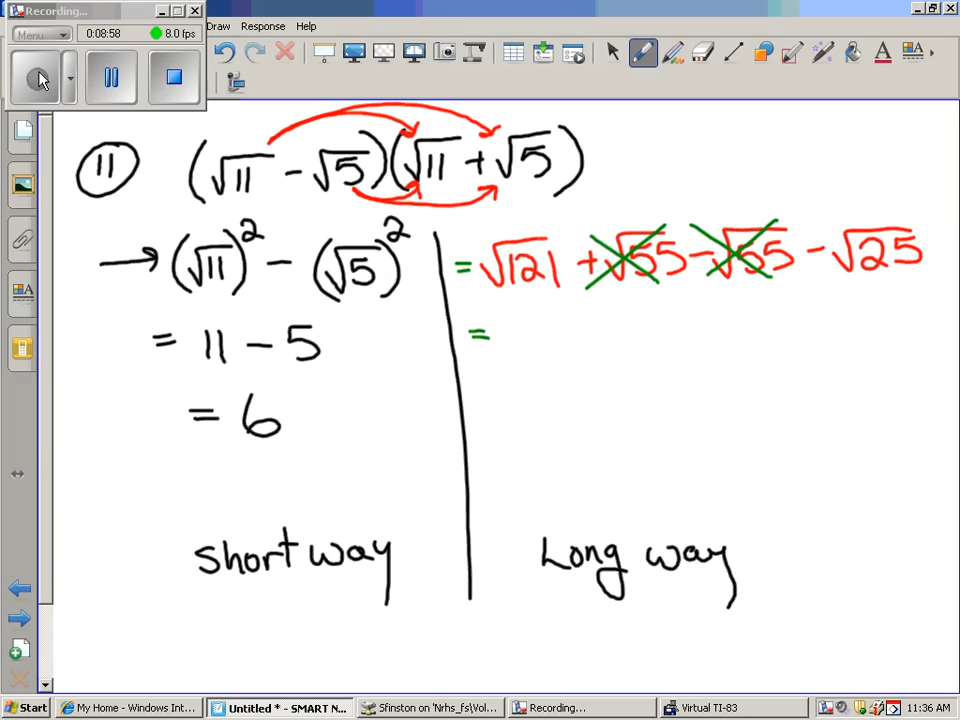 Recording...
Menu 0:08:58 8.0 fps
Draw Response Help
11 (√11 - √5)(√11 + √5)
→ (√11)² - (√5)²
= 11 - 5
= 6
short way
= √121 + √55 - √55 - √25
=
Long way
Start My Home - Windows Int... Untitled * - SMART N... Sfinston on 'Nrhs_fs\Vol... Recording... Virtual TI-83 11:36 AM